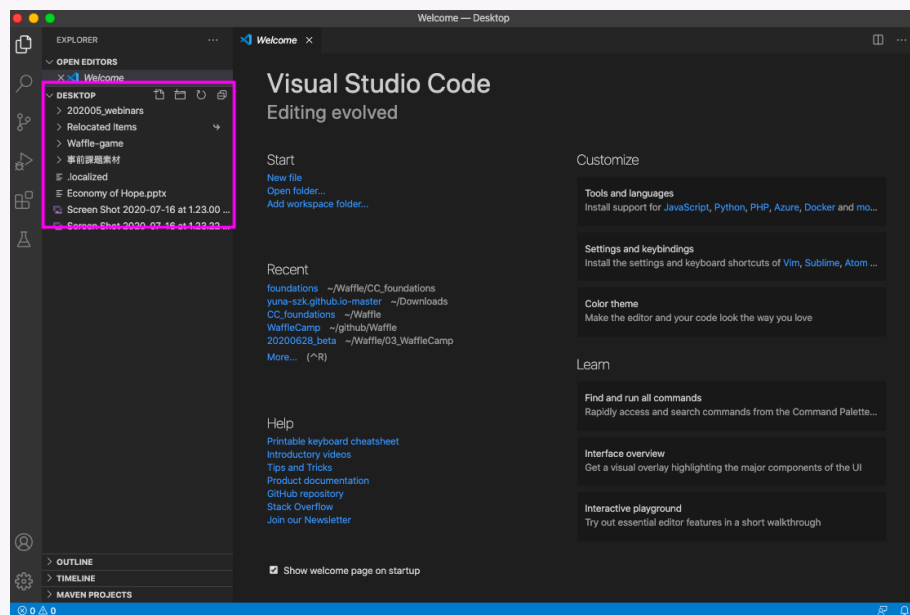 Welcome — Desktop
EXPLORER
Welcome
OPEN EDITORS
Welcome
DESKTOP
202005_webinars
Relocated Items
Waffle-game
事前課題素材
.localized
Economy of Hope.pptx
Screen Shot 2020-07-16 at 1.23.00 ...
Screen Shot 2020-07-16 at 1.23.22 ...
OUTLINE
TIMELINE
MAVEN PROJECTS
Visual Studio Code
Editing evolved
Start
New file
Open folder...
Add workspace folder...
Recent
foundations ~/Waffle/CC_foundations
yuna-szk.github.io-master ~/Downloads
CC_foundations ~/Waffle
WaffleCamp ~/github/Waffle
20200628_beta ~/Waffle/03_WaffleCamp
More... (^R)
Help
Printable keyboard cheatsheet
Introductory videos
Tips and Tricks
Product documentation
GitHub repository
Stack Overflow
Join our Newsletter
Show welcome page on startup
Customize
Tools and languages
Install support for JavaScript, Python, PHP, Azure, Docker and mo...
Settings and keybindings
Install the settings and keyboard shortcuts of Vim, Sublime, Atom ...
Color theme
Make the editor and your code look the way you love
Learn
Find and run all commands
Rapidly access and search commands from the Command Palette...
Interface overview
Get a visual overlay highlighting the major components of the UI
Interactive playground
Try out essential editor features in a short walkthrough
0 0